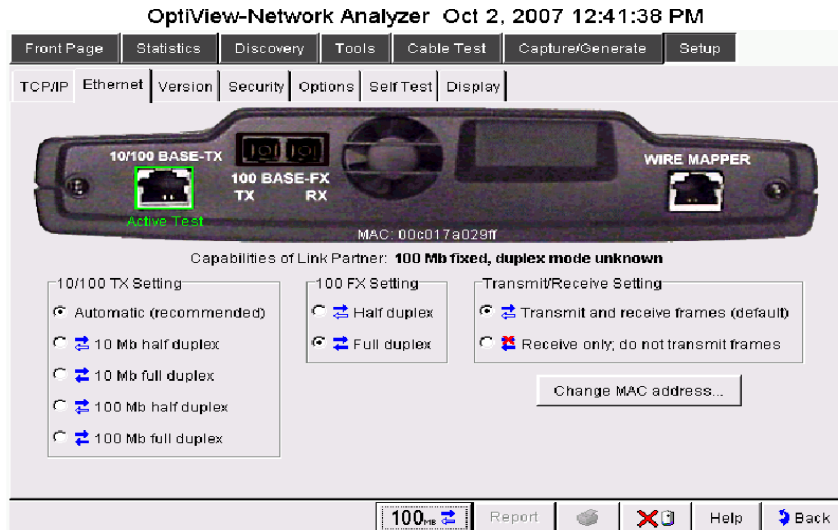 OptiView-Network Analyzer Oct 2, 2007 12:41:38 PM
Front Page Statistics Discovery Tools Cable Test Capture/Generate Setup
TCP/IP Ethernet Version Security Options Self Test Display
10/100 BASE-TX
100 BASE-FX
TX RX
WIRE MAPPER
Active Test
MAC: 00c017a029ff
Capabilities of Link Partner: 100 Mb fixed, duplex mode unknown
10/100 TX Setting
Automatic (recommended)
10 Mb half duplex
10 Mb full duplex
100 Mb half duplex
100 Mb full duplex
100 FX Setting
Half duplex
Full duplex
Transmit/Receive Setting
Transmit and receive frames (default)
Receive only; do not transmit frames
Change MAC address...
100 MB Report Help Back